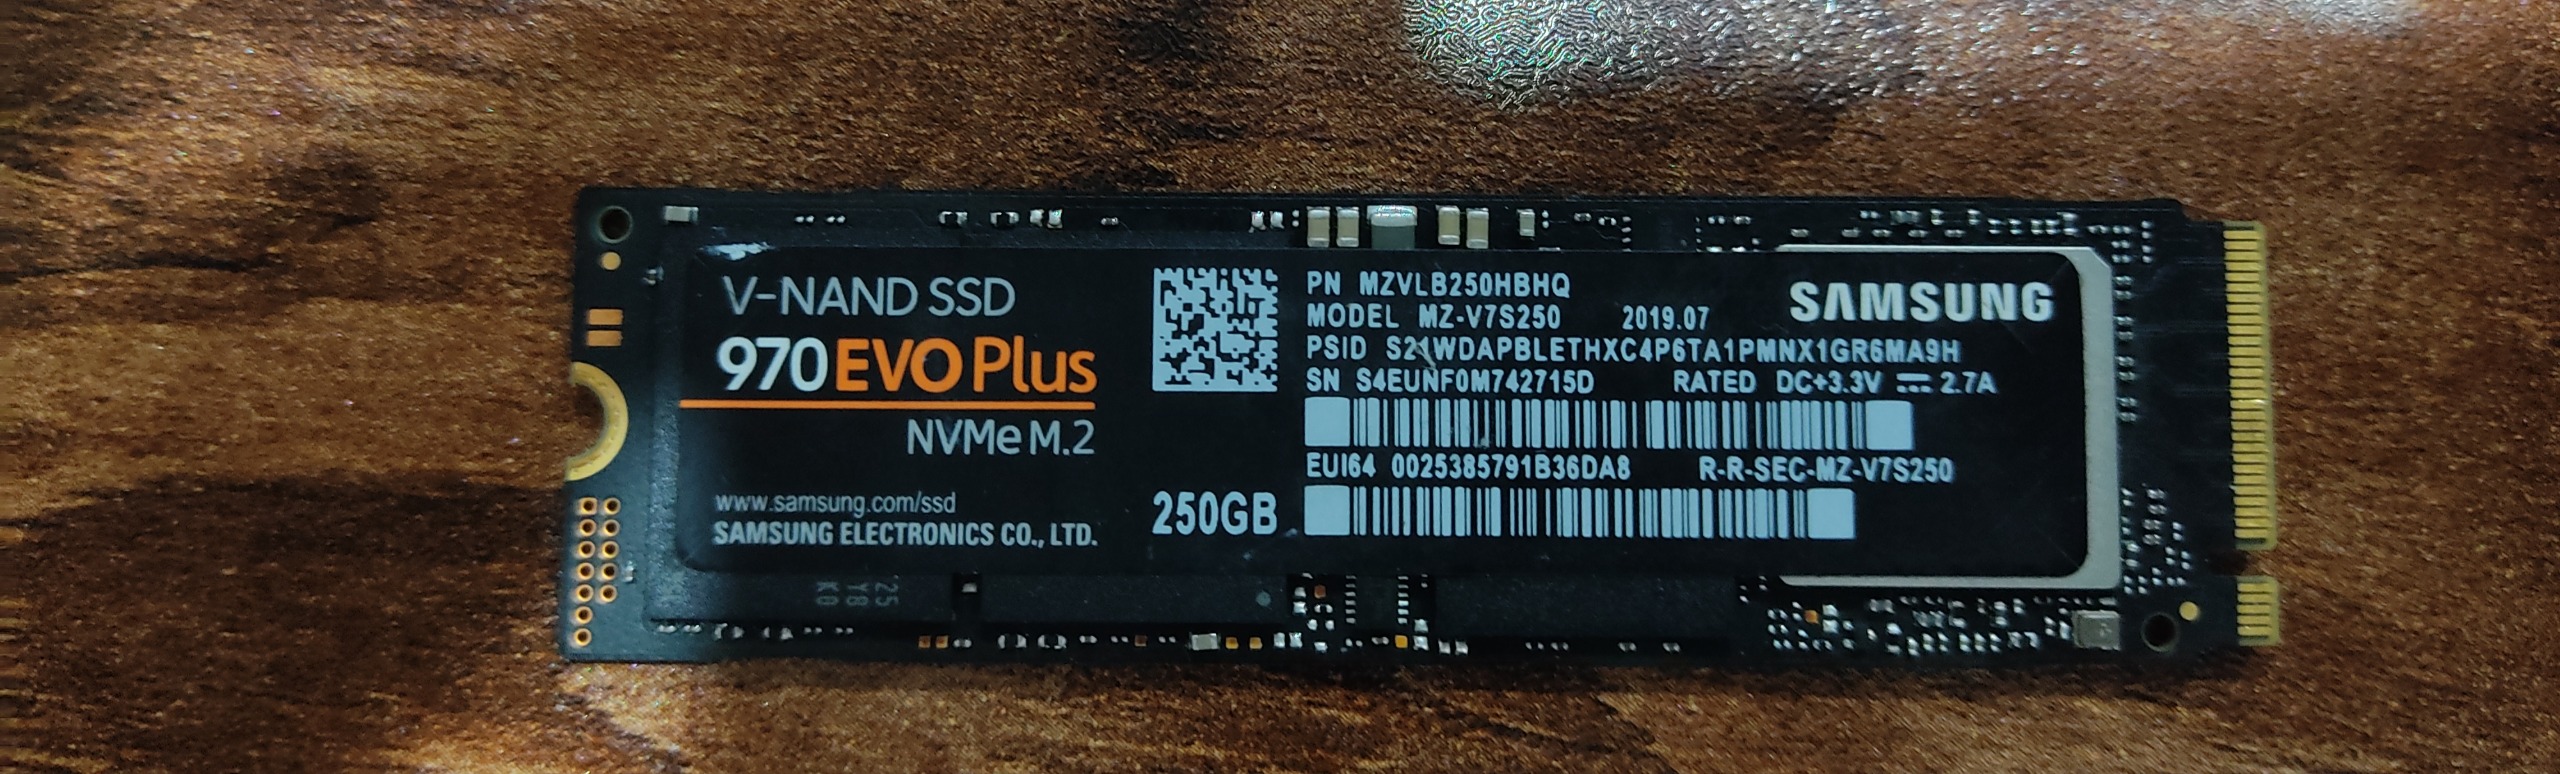 V-NAND SSD
970 EVO Plus
NVMe M.2
www.samsung.com/ssd
SAMSUNG ELECTRONICS CO., LTD.
250GB
PN MZVLB250HBHQ
MODEL MZ-V7S250 2019.07
PSID S21WDAPBLETHXC4P6TA1PMNX1GR6MA9H
SN S4EUNF0M742715D RATED DC+3.3V ⎓ 2.7A
EUI64 0025385791B36DA8 R-R-SEC-MZ-V7S250
SAMSUNG